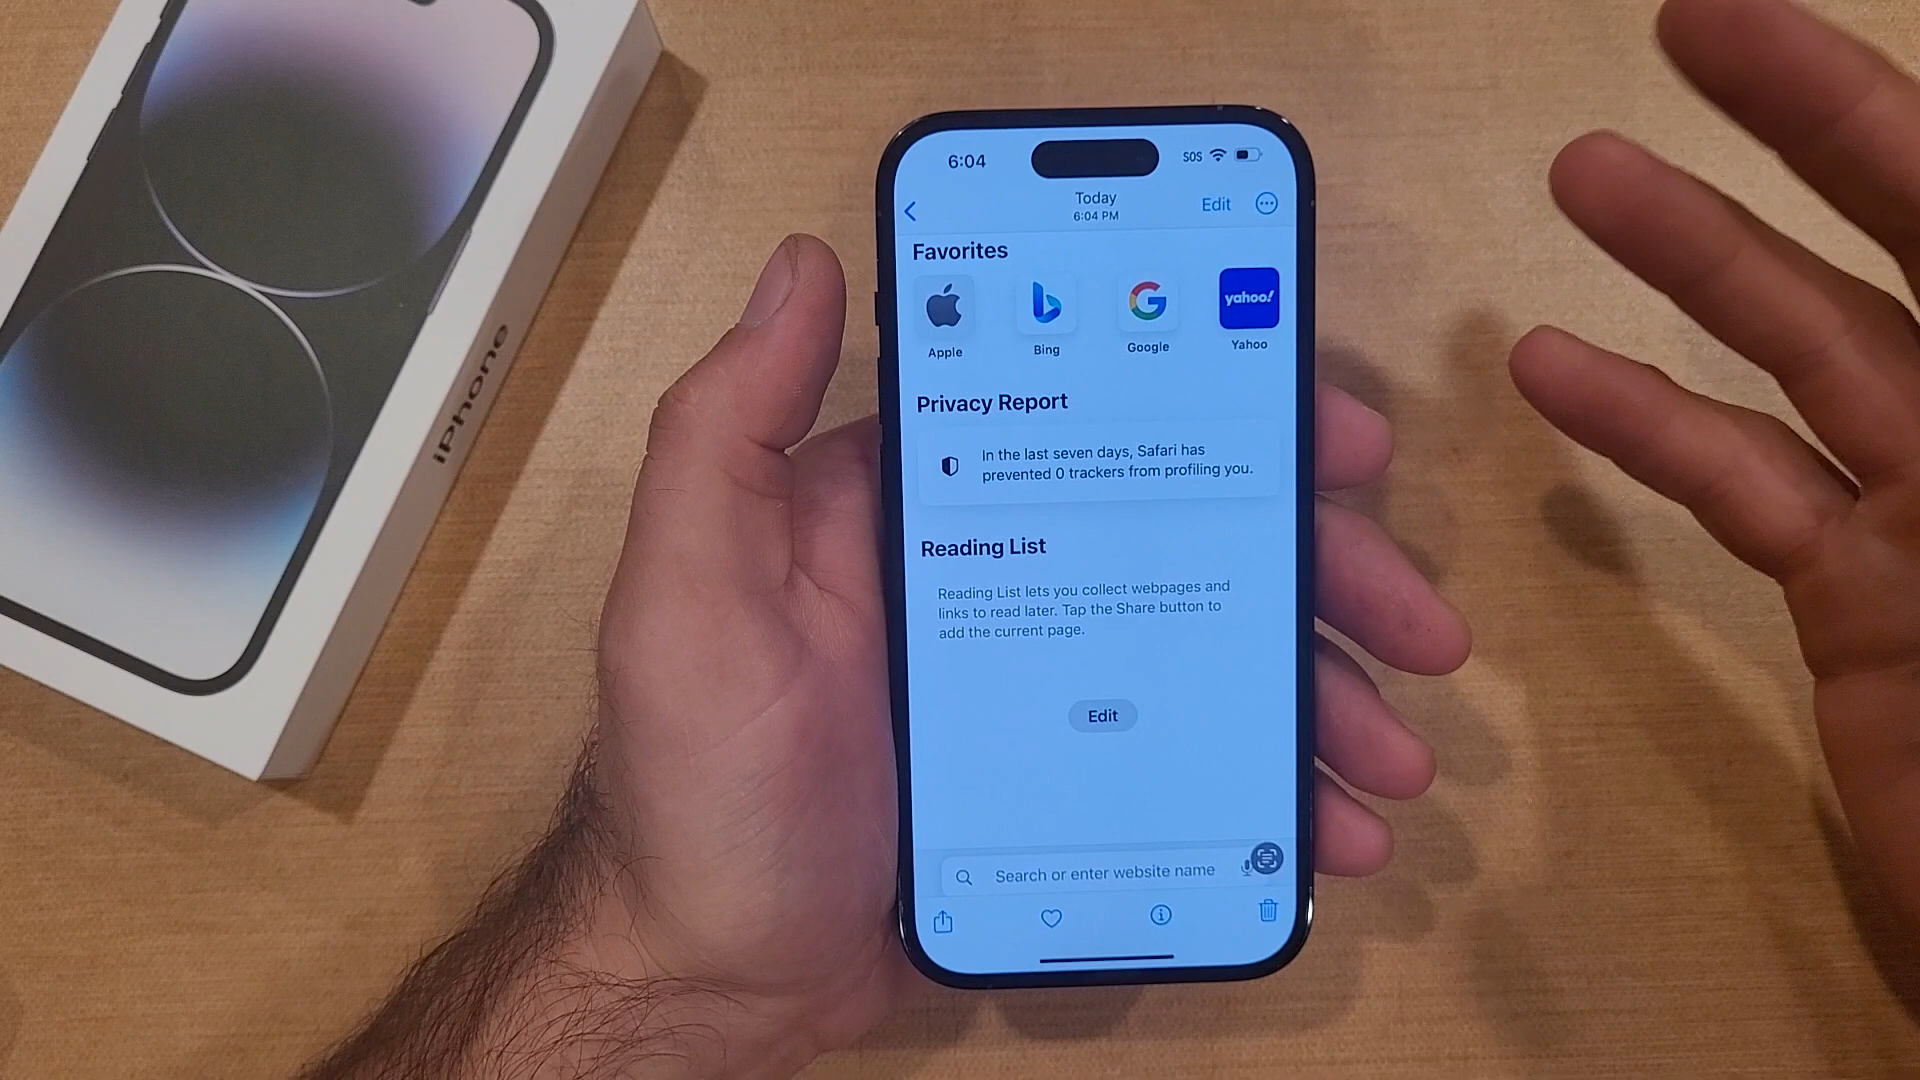 iPhone
6:04
SOS
Today
6:04 PM
Edit
Favorites
yahoo!
Apple
Bing
Google
Yahoo
Privacy Report
In the last seven days, Safari has
prevented 0 trackers from profiling you.
Reading List
Reading List lets you collect webpages and
links to read later. Tap the Share button to
add the current page.
Edit
Search or enter website name